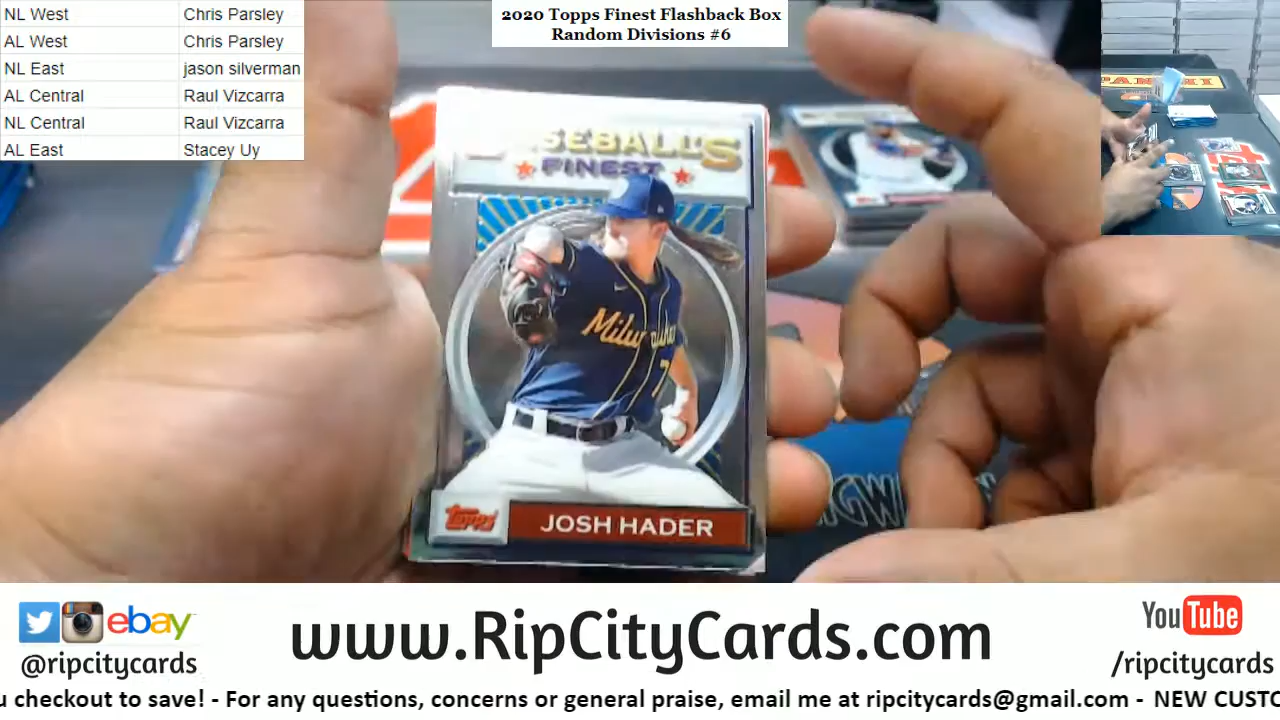 NL West Chris Parsley
AL West Chris Parsley
NL East jason silverman
AL Central Raul Vizcarra
NL Central Raul Vizcarra
AL East Stacey Uy
2020 Topps Finest Flashback Box
Random Divisions #6
PANINI
BASEBALL'S
FINEST
Milwaukee
7
Topps
JOSH HADER
ebay
@ripcitycards
www.RipCityCards.com
YouTube
/ripcitycards
u checkout to save! - For any questions, concerns or general praise, email me at ripcitycards@gmail.com - NEW CUSTO